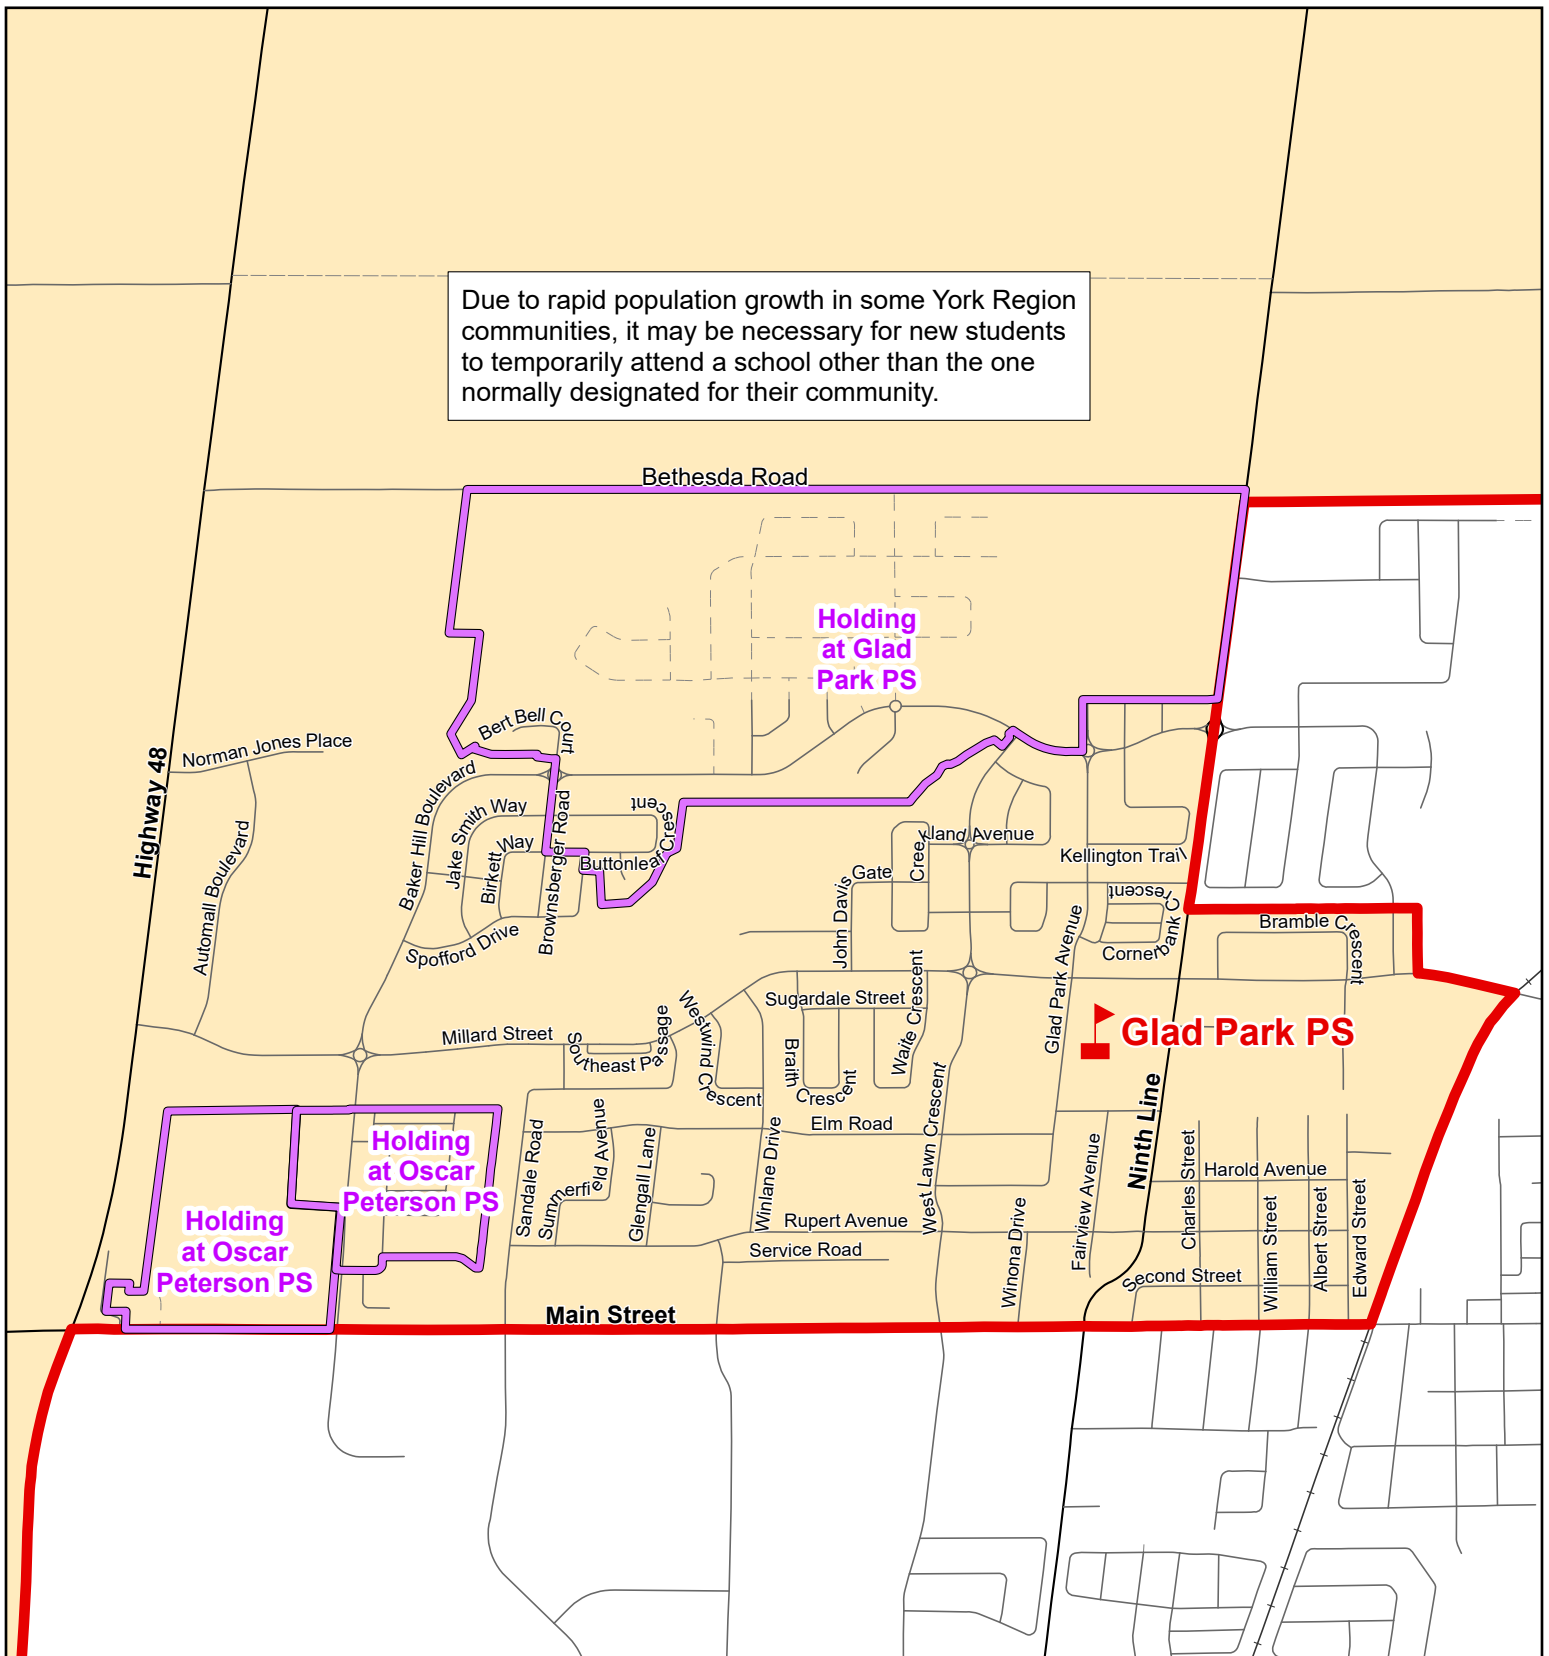 Due to rapid population growth in some York Region
communities, it may be necessary for new students
to temporarily attend a school other than the one
normally designated for their community.
Bethesda Road
Holding
at Glad
Park PS
Bert Bell Court
Norman Jones Place
Highway 48
Baker Hill Boulevard
Jake Smith Way
Birkett Way
Brownsberger Road
Buttonleaf Crescent
Automall Boulevard
Spofford Drive
Creeyland Avenue
Kellington Trail
John Davis Gate
Cornerbank Crescent
Bramble Crescent
Glad Park Avenue
Sugardale Street
Waite Crescent
Westwind Crescent
Millard Street
Southeast Passage
Braith Crescent
Glad Park PS
Ninth Line
Elm Road
West Lawn Crescent
Holding
at Oscar
Peterson PS
Holding
at Oscar
Peterson PS
Sandale Road
Summerfield Avenue
Glengall Lane
Winlane Drive
Rupert Avenue
Service Road
Winona Drive
Fairview Avenue
Charles Street
Harold Avenue
William Street
Albert Street
Edward Street
Second Street
Main Street